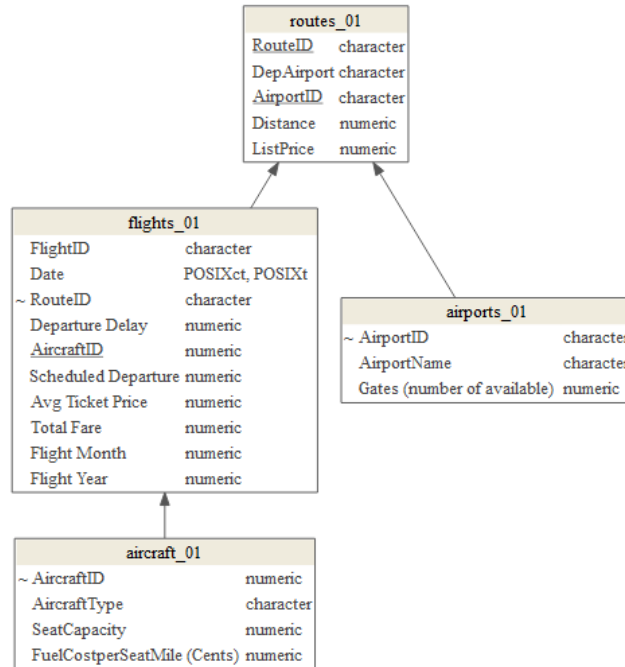 routes_01
RouteID character
DepAirport character
AirportID character
Distance numeric
ListPrice numeric
flights_01
FlightID character
Date POSIXct, POSIXt
~ RouteID character
Departure Delay numeric
AircraftID numeric
Scheduled Departure numeric
Avg Ticket Price numeric
Total Fare numeric
Flight Month numeric
Flight Year numeric
airports_01
~ AirportID character
AirportName character
Gates (number of available) numeric
aircraft_01
~ AircraftID numeric
AircraftType character
SeatCapacity numeric
FuelCostperSeatMile (Cents) numeric